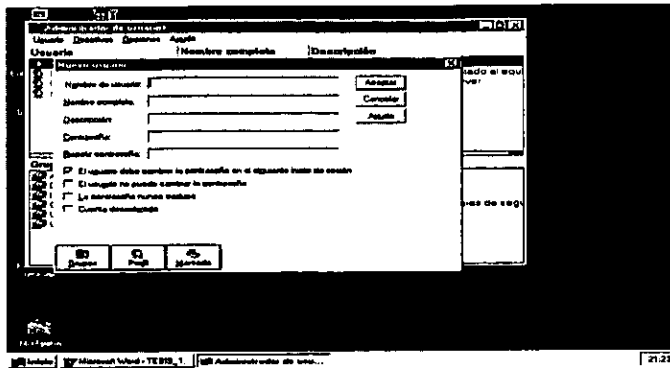 Administrador de usuarios
Usuario Directivas Opciones Ayuda
Usuario Nombre completo Descripción
Nuevo usuario
Nombre de usuario: Aceptar
Nombre completo: Cancelar
Descripción: Ayuda
Contraseña:
Repetir contraseña:
El usuario debe cambiar la contraseña en el siguiente inicio de sesión
El usuario no puede cambiar la contraseña
La contraseña nunca caduca
Cuenta desactivada
Grupos Perfil Marcado
Inicio Microsoft Word - TESIS_1 Administrador de usu... 21:23